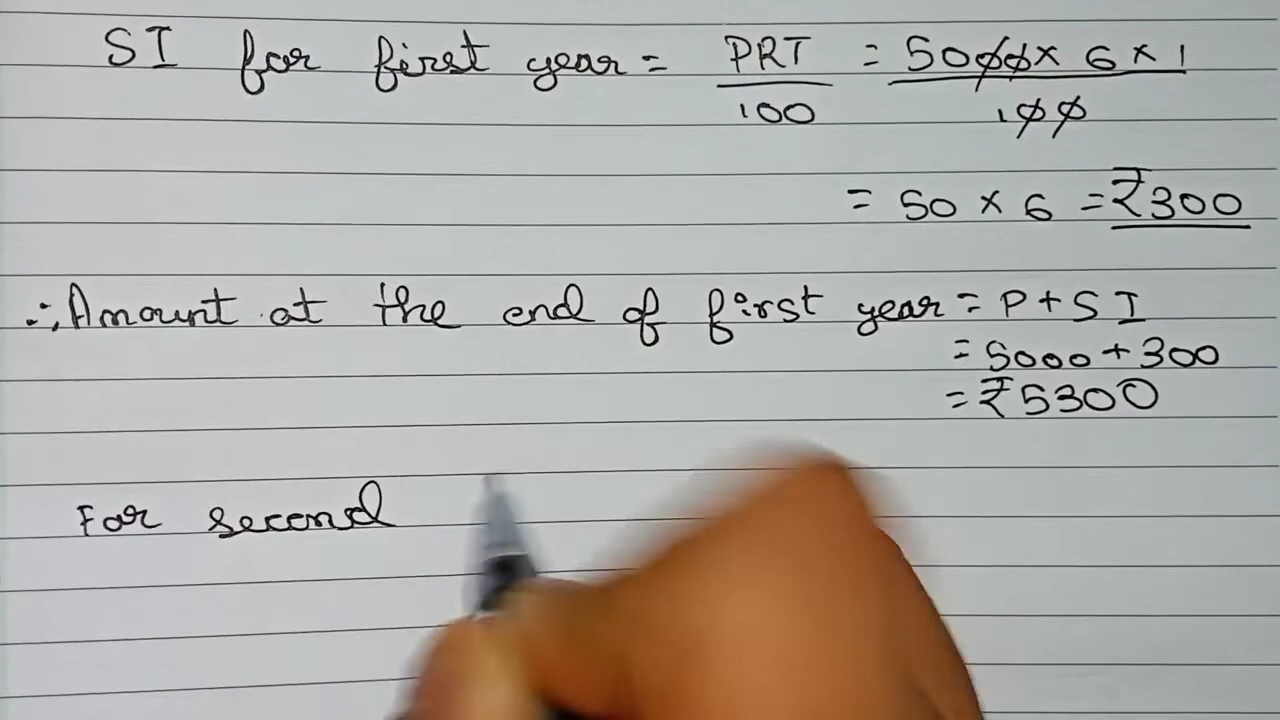 SI for first year = PRT/100 = 5000 × 6 × 1/100
= 50 × 6 = ₹300
∴ Amount at the end of first year = P + SI
= 5000 + 300
= ₹5300
For second